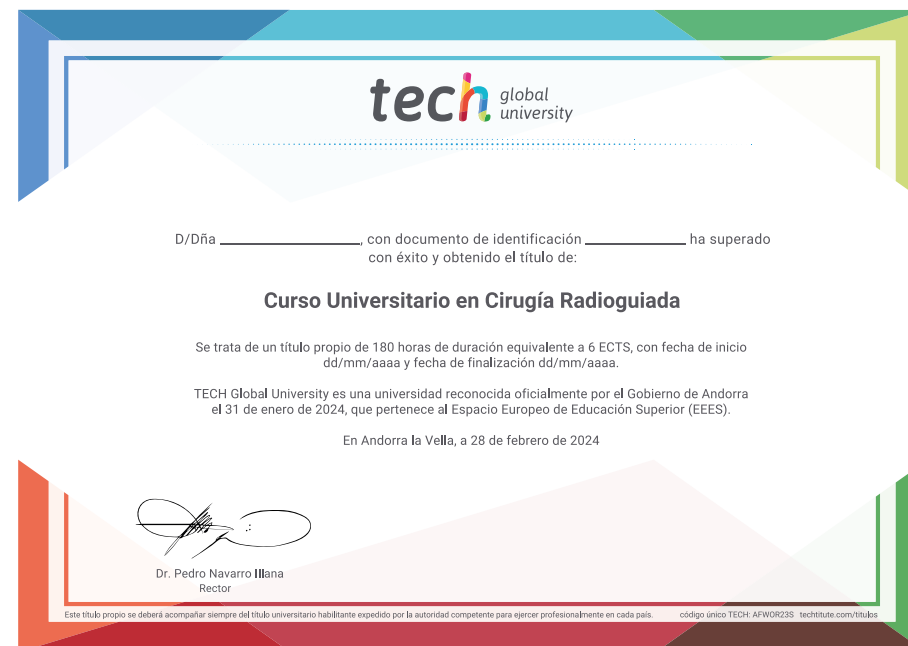 tech global university
D/Dña ____________________, con documento de identificación ______________ ha superado
con éxito y obtenido el título de:
Curso Universitario en Cirugía Radioguiada
Se trata de un título propio de 180 horas de duración equivalente a 6 ECTS, con fecha de inicio
dd/mm/aaaa y fecha de finalización dd/mm/aaaa.
TECH Global University es una universidad reconocida oficialmente por el Gobierno de Andorra
el 31 de enero de 2024, que pertenece al Espacio Europeo de Educación Superior (EEES).
En Andorra la Vella, a 28 de febrero de 2024
Dr. Pedro Navarro Illana
Rector
Este título propio se deberá acompañar siempre del título universitario habilitante expedido por la autoridad competente para ejercer profesionalmente en cada país. código único TECH: AFWOR23S techtitute.com/titulos